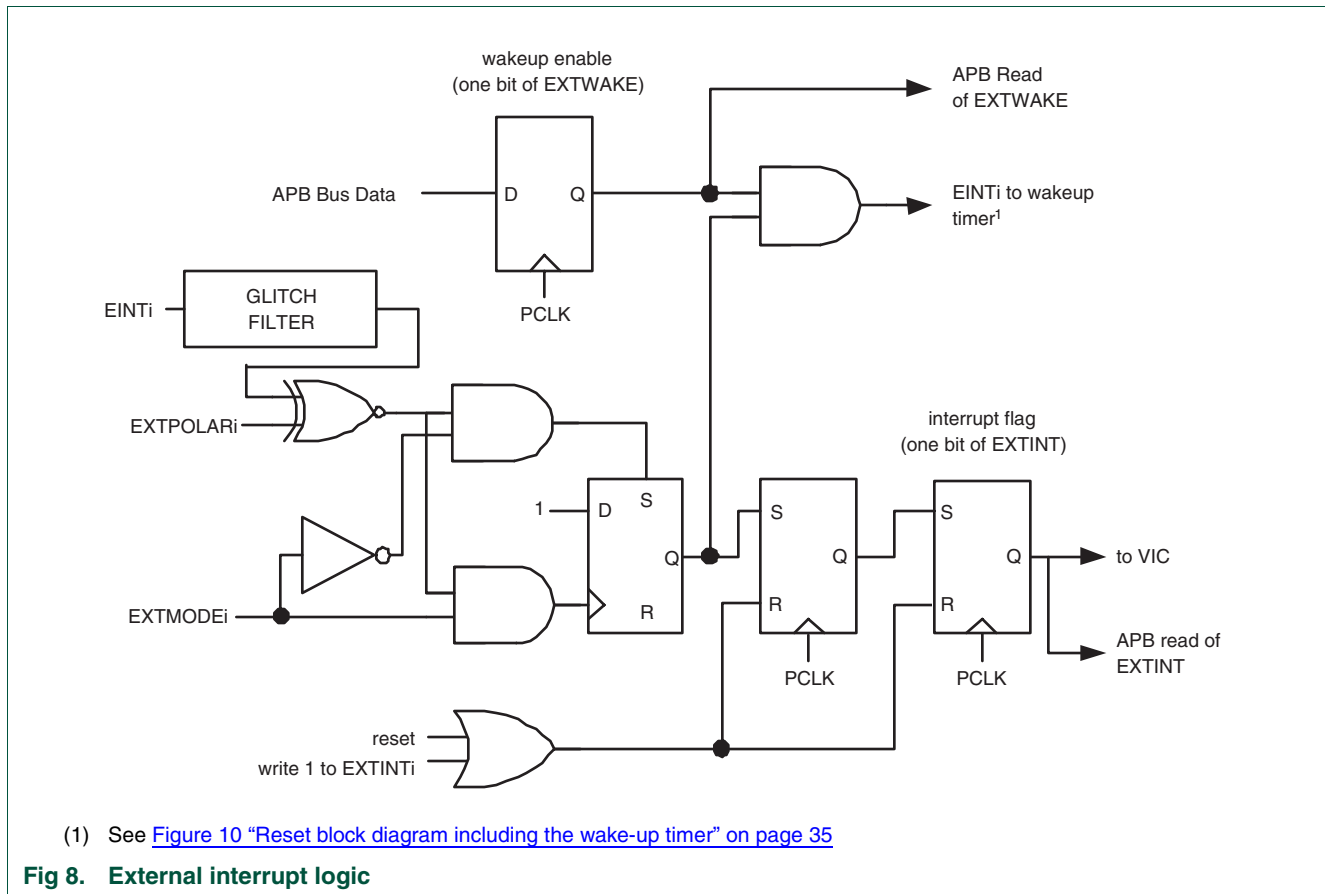 wakeup enable
(one bit of EXTWAKE)
APB Read
of EXTWAKE
APB Bus Data
D
Q
EINTi to wakeup
timer1
PCLK
EINTi
GLITCH
FILTER
EXTPOLARi
interrupt flag
(one bit of EXTINT)
1
D
S
Q
R
S
Q
R
PCLK
S
Q
R
PCLK
to VIC
APB read of
EXTINT
EXTMODEi
reset
write 1 to EXTINTi
(1) See Figure 10 “Reset block diagram including the wake-up timer” on page 35
Fig 8. External interrupt logic